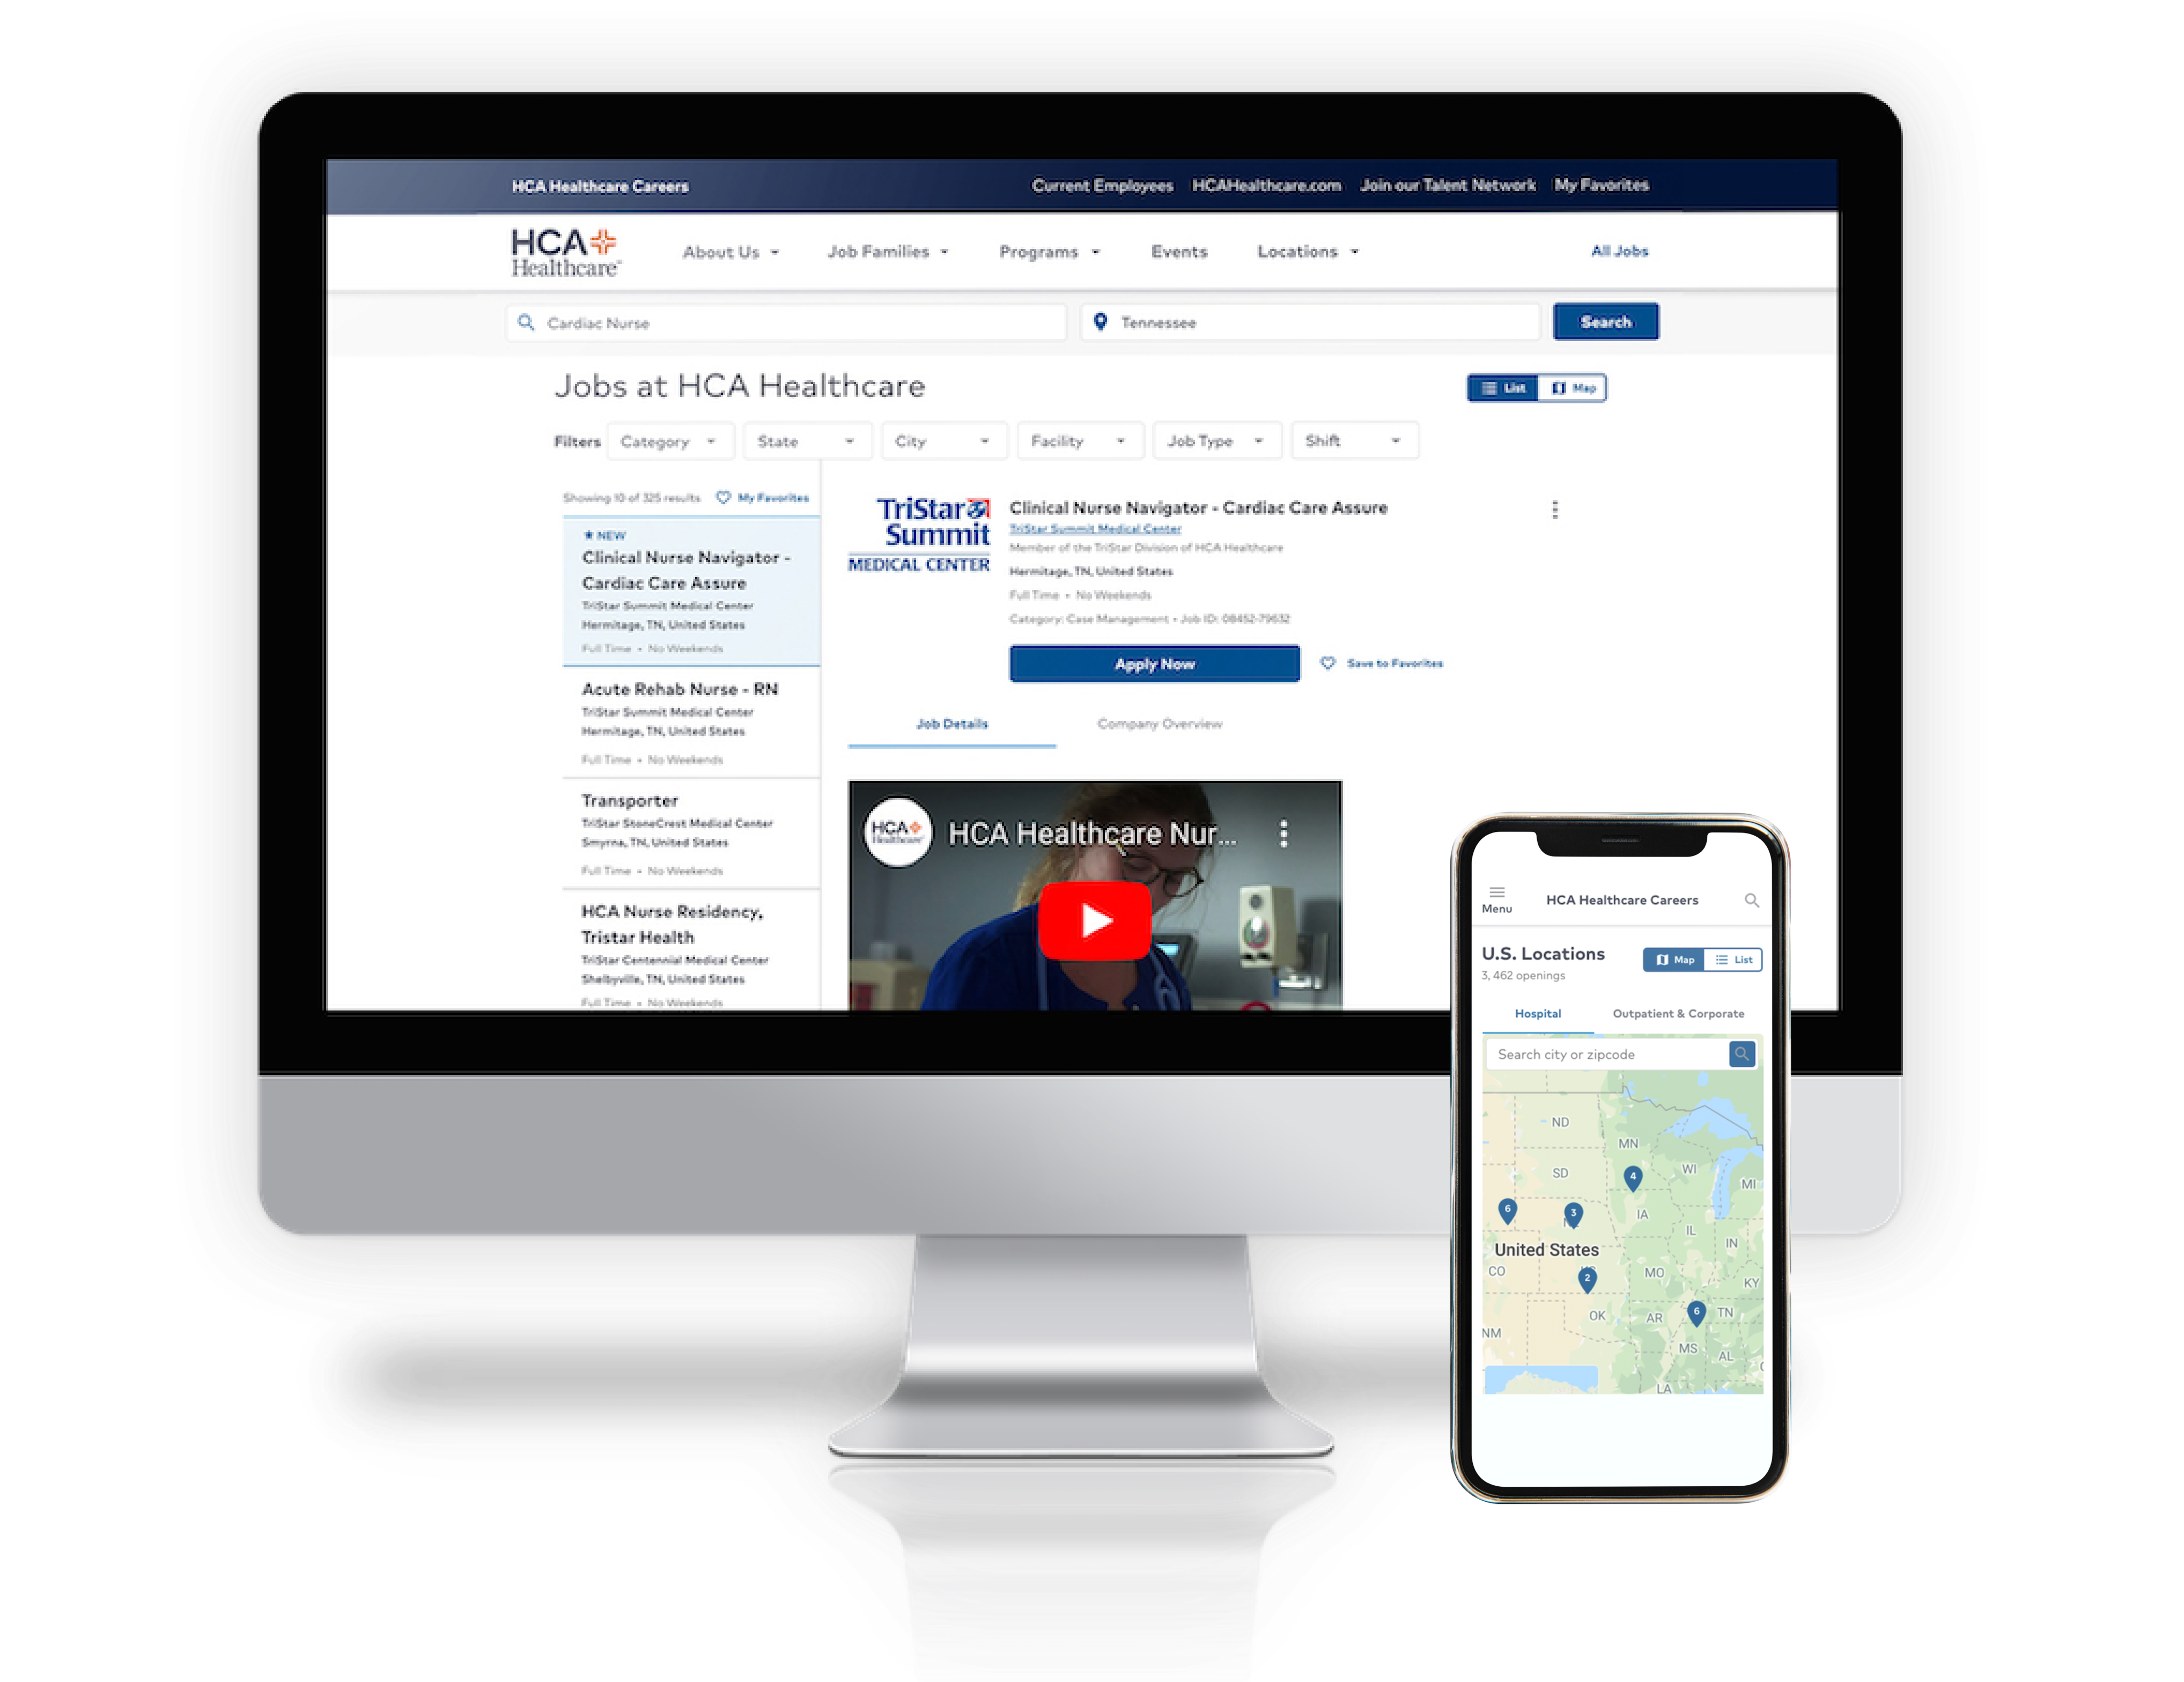 HCA Healthcare Careers
Current Employees HCAHealthcare.com Join our Talent Network My Favorites
HCA
Healthcare™
About Us Job Families Programs Events Locations All Jobs
Cardiac Nurse Tennessee Search
Jobs at HCA Healthcare
List Map
Filters Category State City Facility Job Type Shift
Showing 10 of 325 results My Favorites
NEW
Clinical Nurse Navigator -
Cardiac Care Assure
TriStar Summit Medical Center
Hermitage, TN, United States
Full Time • No Weekends
Acute Rehab Nurse - RN
TriStar Summit Medical Center
Hermitage, TN, United States
Full Time • No Weekends
Transporter
TriStar StoneCrest Medical Center
Smyrna, TN, United States
Full Time • No Weekends
HCA Nurse Residency,
Tristar Health
TriStar Centennial Medical Center
Shelbyville, TN, United States
Full Time • No Weekends
TriStar
Summit
MEDICAL CENTER
Clinical Nurse Navigator - Cardiac Care Assure
TriStar Summit Medical Center
Member of the TriStar Division of HCA Healthcare
Hermitage, TN, United States
Full Time • No Weekends
Category: Case Management • Job ID: 08452-79632
Apply Now Save to Favorites
Job Details Company Overview
HCA
Healthcare
HCA Healthcare Nur...
Menu
HCA Healthcare Careers
U.S. Locations
3, 462 openings
Map List
Hospital Outpatient & Corporate
Search city or zipcode
ND
MN
SD
WI
MI
4
6
3
IA
IL
IN
United States
CO
2
MO
KY
OK
AR
6
TN
NM
MS
AL
LA